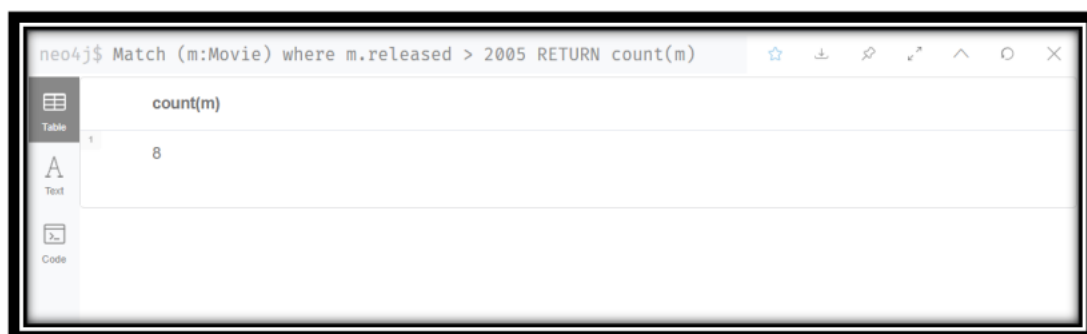 neo4j$ Match (m:Movie) where m.released > 2005 RETURN count(m)
count(m)
Table
1
8
A
Text
>_
Code